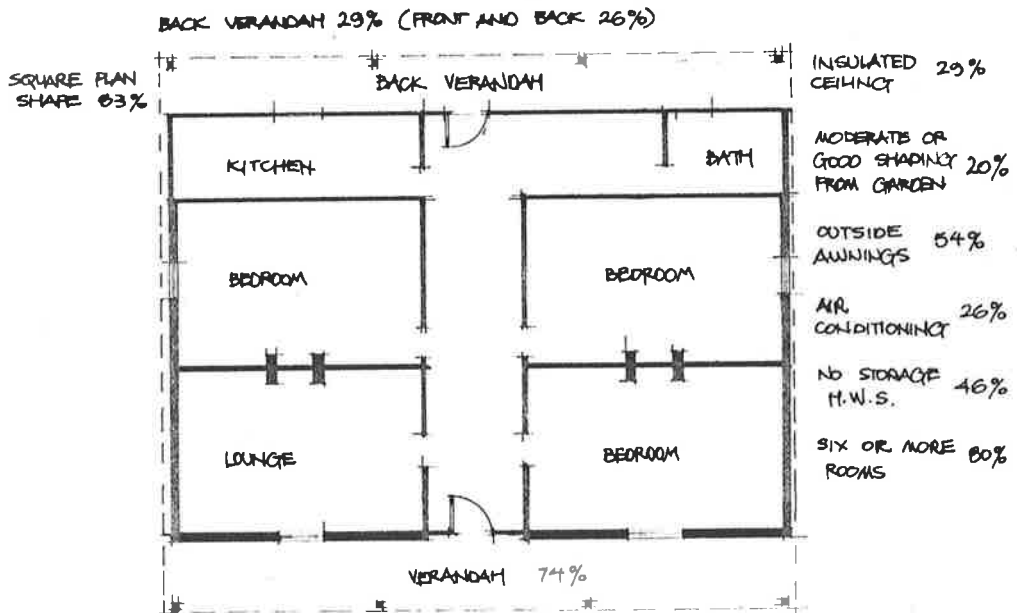 BACK VERANDAH 29% (FRONT AND BACK 26%)
SQUARE PLAN
SHAPE 83%
BACK VERANDAH
INSULATED
CEILING 29%
KITCHEN
BATH
MODERATE OR
GOOD SHADING 20%
FROM GARDEN
OUTSIDE
AWNINGS 54%
BEDROOM
BEDROOM
AIR
CONDITIONING 26%
NO STORAGE
H.W.S. 46%
LOUNGE
BEDROOM
SIX OR MORE
ROOMS 80%
VERANDAH 74%